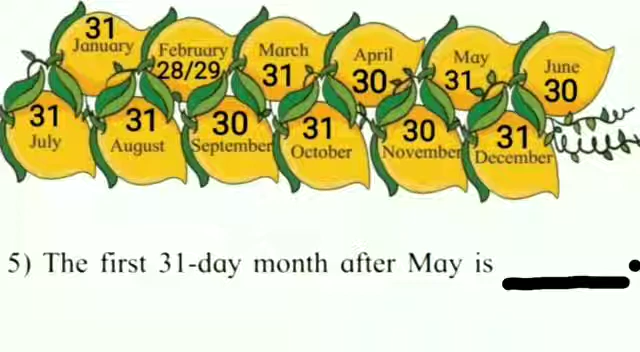 31
January
February
28/29
March
31
April
30
May
31
June
30
31
July
31
August
30
September
31
October
30
November
31
December
5) The first 31-day month after May is ______.